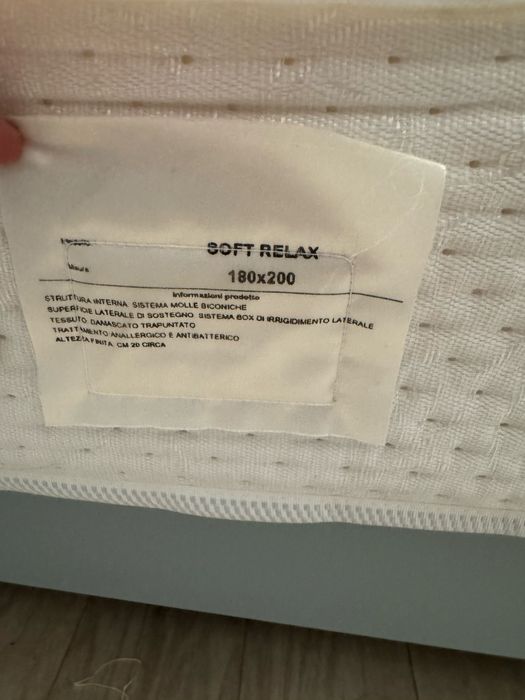 SOFT RELAX
Misura 180x200
Informazioni prodotto
STRUTTURA INTERNA SISTEMA MOLLE BICONICHE
SUPERFICIE LATERALE DI SOSTEGNO SISTEMA BOX DI IRRIGIDIMENTO LATERALE
TESSUTO DAMASCATO TRAPUNTATO
TRATTAMENTO ANALLERGICO E ANTIBATTERICO
ALTEZZA FINITA CM 20 CIRCA